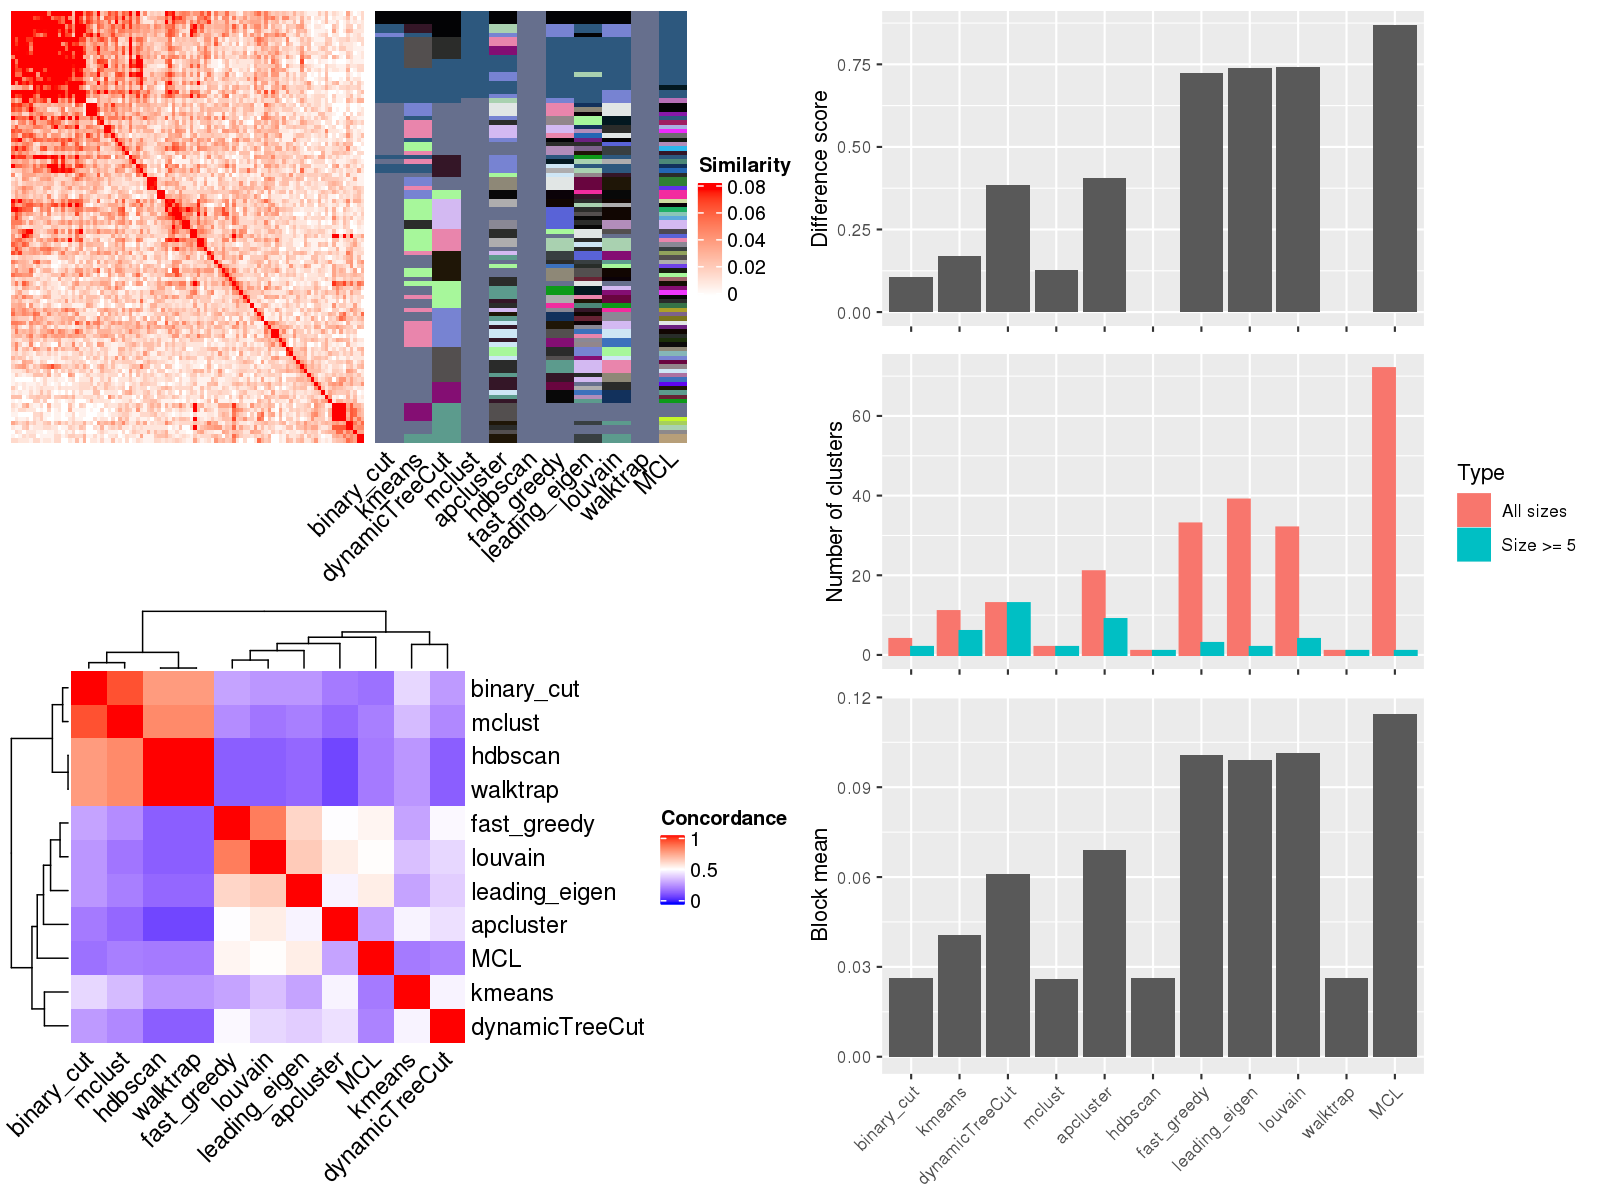 Similarity
0.08
0.06
0.04
0.02
0
binary_cut
kmeans
dynamicTreeCut
mclust
apcluster
hdbscan
fast_greedy
leading_eigen
louvain
walktrap
MCL
binary_cut
mclust
hdbscan
walktrap
fast_greedy
louvain
leading_eigen
apcluster
MCL
kmeans
dynamicTreeCut
Concordance
1
0.5
0
binary_cut
mclust
hdbscan
walktrap
fast_greedy
louvain
leading_eigen
apcluster
MCL
kmeans
dynamicTreeCut
Difference score
0.75
0.50
0.25
0.00
Number of clusters
60
40
20
0
Type
All sizes
Size >= 5
Block mean
0.12
0.09
0.06
0.03
0.00
binary_cut
kmeans
dynamicTreeCut
mclust
apcluster
hdbscan
fast_greedy
leading_eigen
louvain
walktrap
MCL